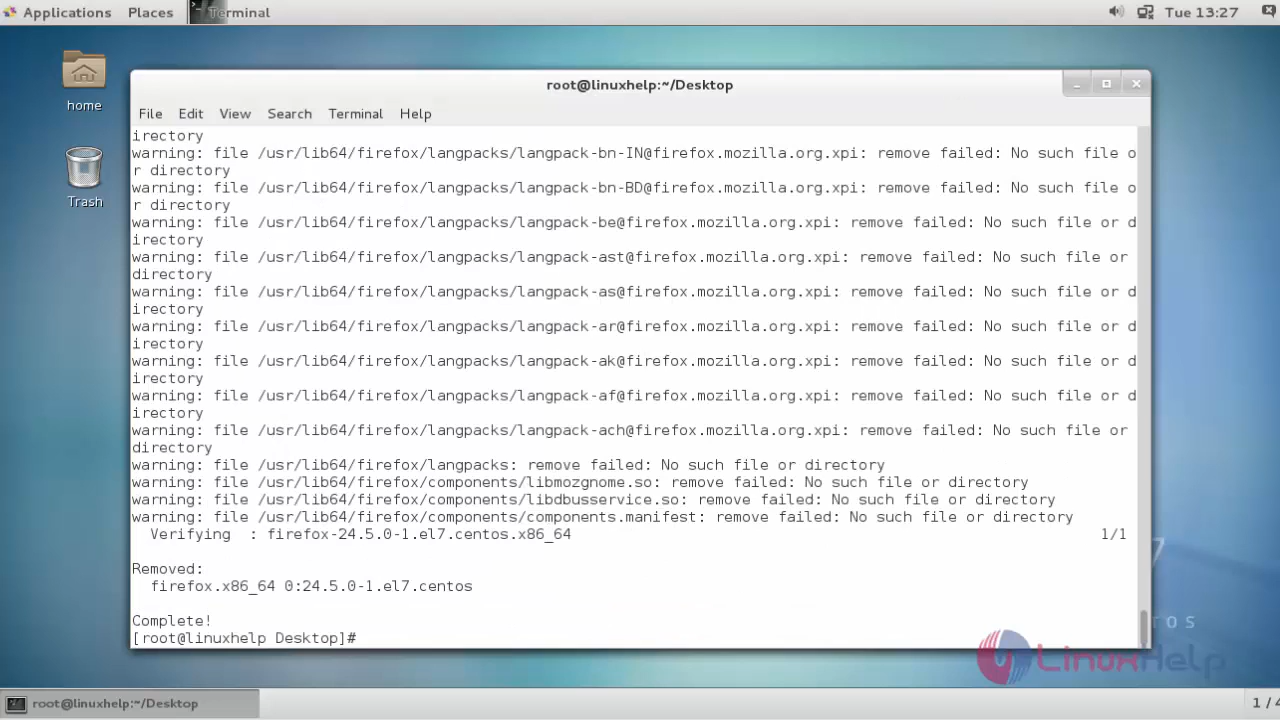 Applications Places Terminal Tue 13:27
home
Trash
root@linuxhelp:~/Desktop
File Edit View Search Terminal Help
irectory
warning: file /usr/lib64/firefox/langpacks/langpack-bn-IN@firefox.mozilla.org.xpi: remove failed: No such file o
r directory
warning: file /usr/lib64/firefox/langpacks/langpack-bn-BD@firefox.mozilla.org.xpi: remove failed: No such file o
r directory
warning: file /usr/lib64/firefox/langpacks/langpack-be@firefox.mozilla.org.xpi: remove failed: No such file or d
irectory
warning: file /usr/lib64/firefox/langpacks/langpack-ast@firefox.mozilla.org.xpi: remove failed: No such file or
directory
warning: file /usr/lib64/firefox/langpacks/langpack-as@firefox.mozilla.org.xpi: remove failed: No such file or d
irectory
warning: file /usr/lib64/firefox/langpacks/langpack-ar@firefox.mozilla.org.xpi: remove failed: No such file or d
irectory
warning: file /usr/lib64/firefox/langpacks/langpack-ak@firefox.mozilla.org.xpi: remove failed: No such file or d
irectory
warning: file /usr/lib64/firefox/langpacks/langpack-af@firefox.mozilla.org.xpi: remove failed: No such file or d
irectory
warning: file /usr/lib64/firefox/langpacks/langpack-ach@firefox.mozilla.org.xpi: remove failed: No such file or
directory
warning: file /usr/lib64/firefox/langpacks: remove failed: No such file or directory
warning: file /usr/lib64/firefox/components/libmozgnome.so: remove failed: No such file or directory
warning: file /usr/lib64/firefox/components/libdbusservice.so: remove failed: No such file or directory
warning: file /usr/lib64/firefox/components/components.manifest: remove failed: No such file or directory
Verifying : firefox-24.5.0-1.el7.centos.x86_64 1/1
Removed:
firefox.x86_64 0:24.5.0-1.el7.centos
Complete!
[root@linuxhelp Desktop]#
7
ROS
LinuxHelp
root@linuxhelp:~/Desktop 1 / 4